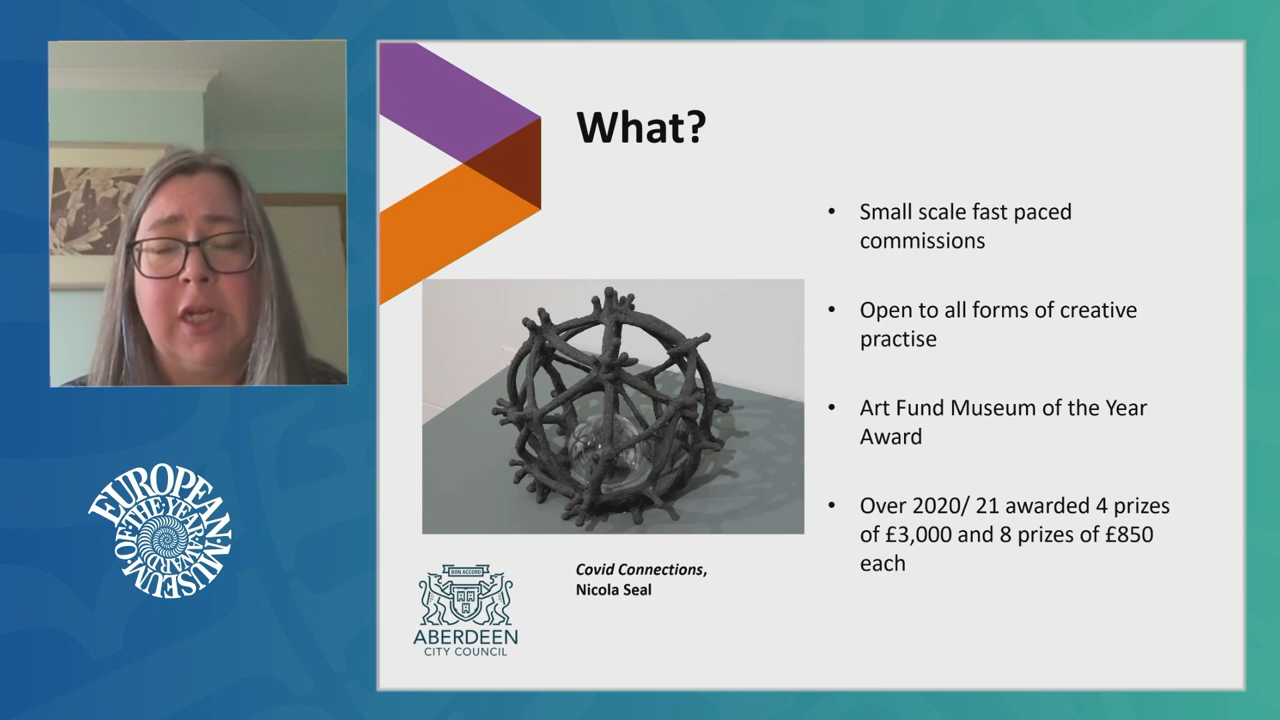 What?
• Small scale fast paced
commissions
• Open to all forms of creative
practise
• Art Fund Museum of the Year
Award
• Over 2020/ 21 awarded 4 prizes
of £3,000 and 8 prizes of £850
each
Covid Connections,
Nicola Seal
BON ACCORD
ABERDEEN
CITY COUNCIL
EUROPEAN MUSEUM
OF THE YEAR AWARD